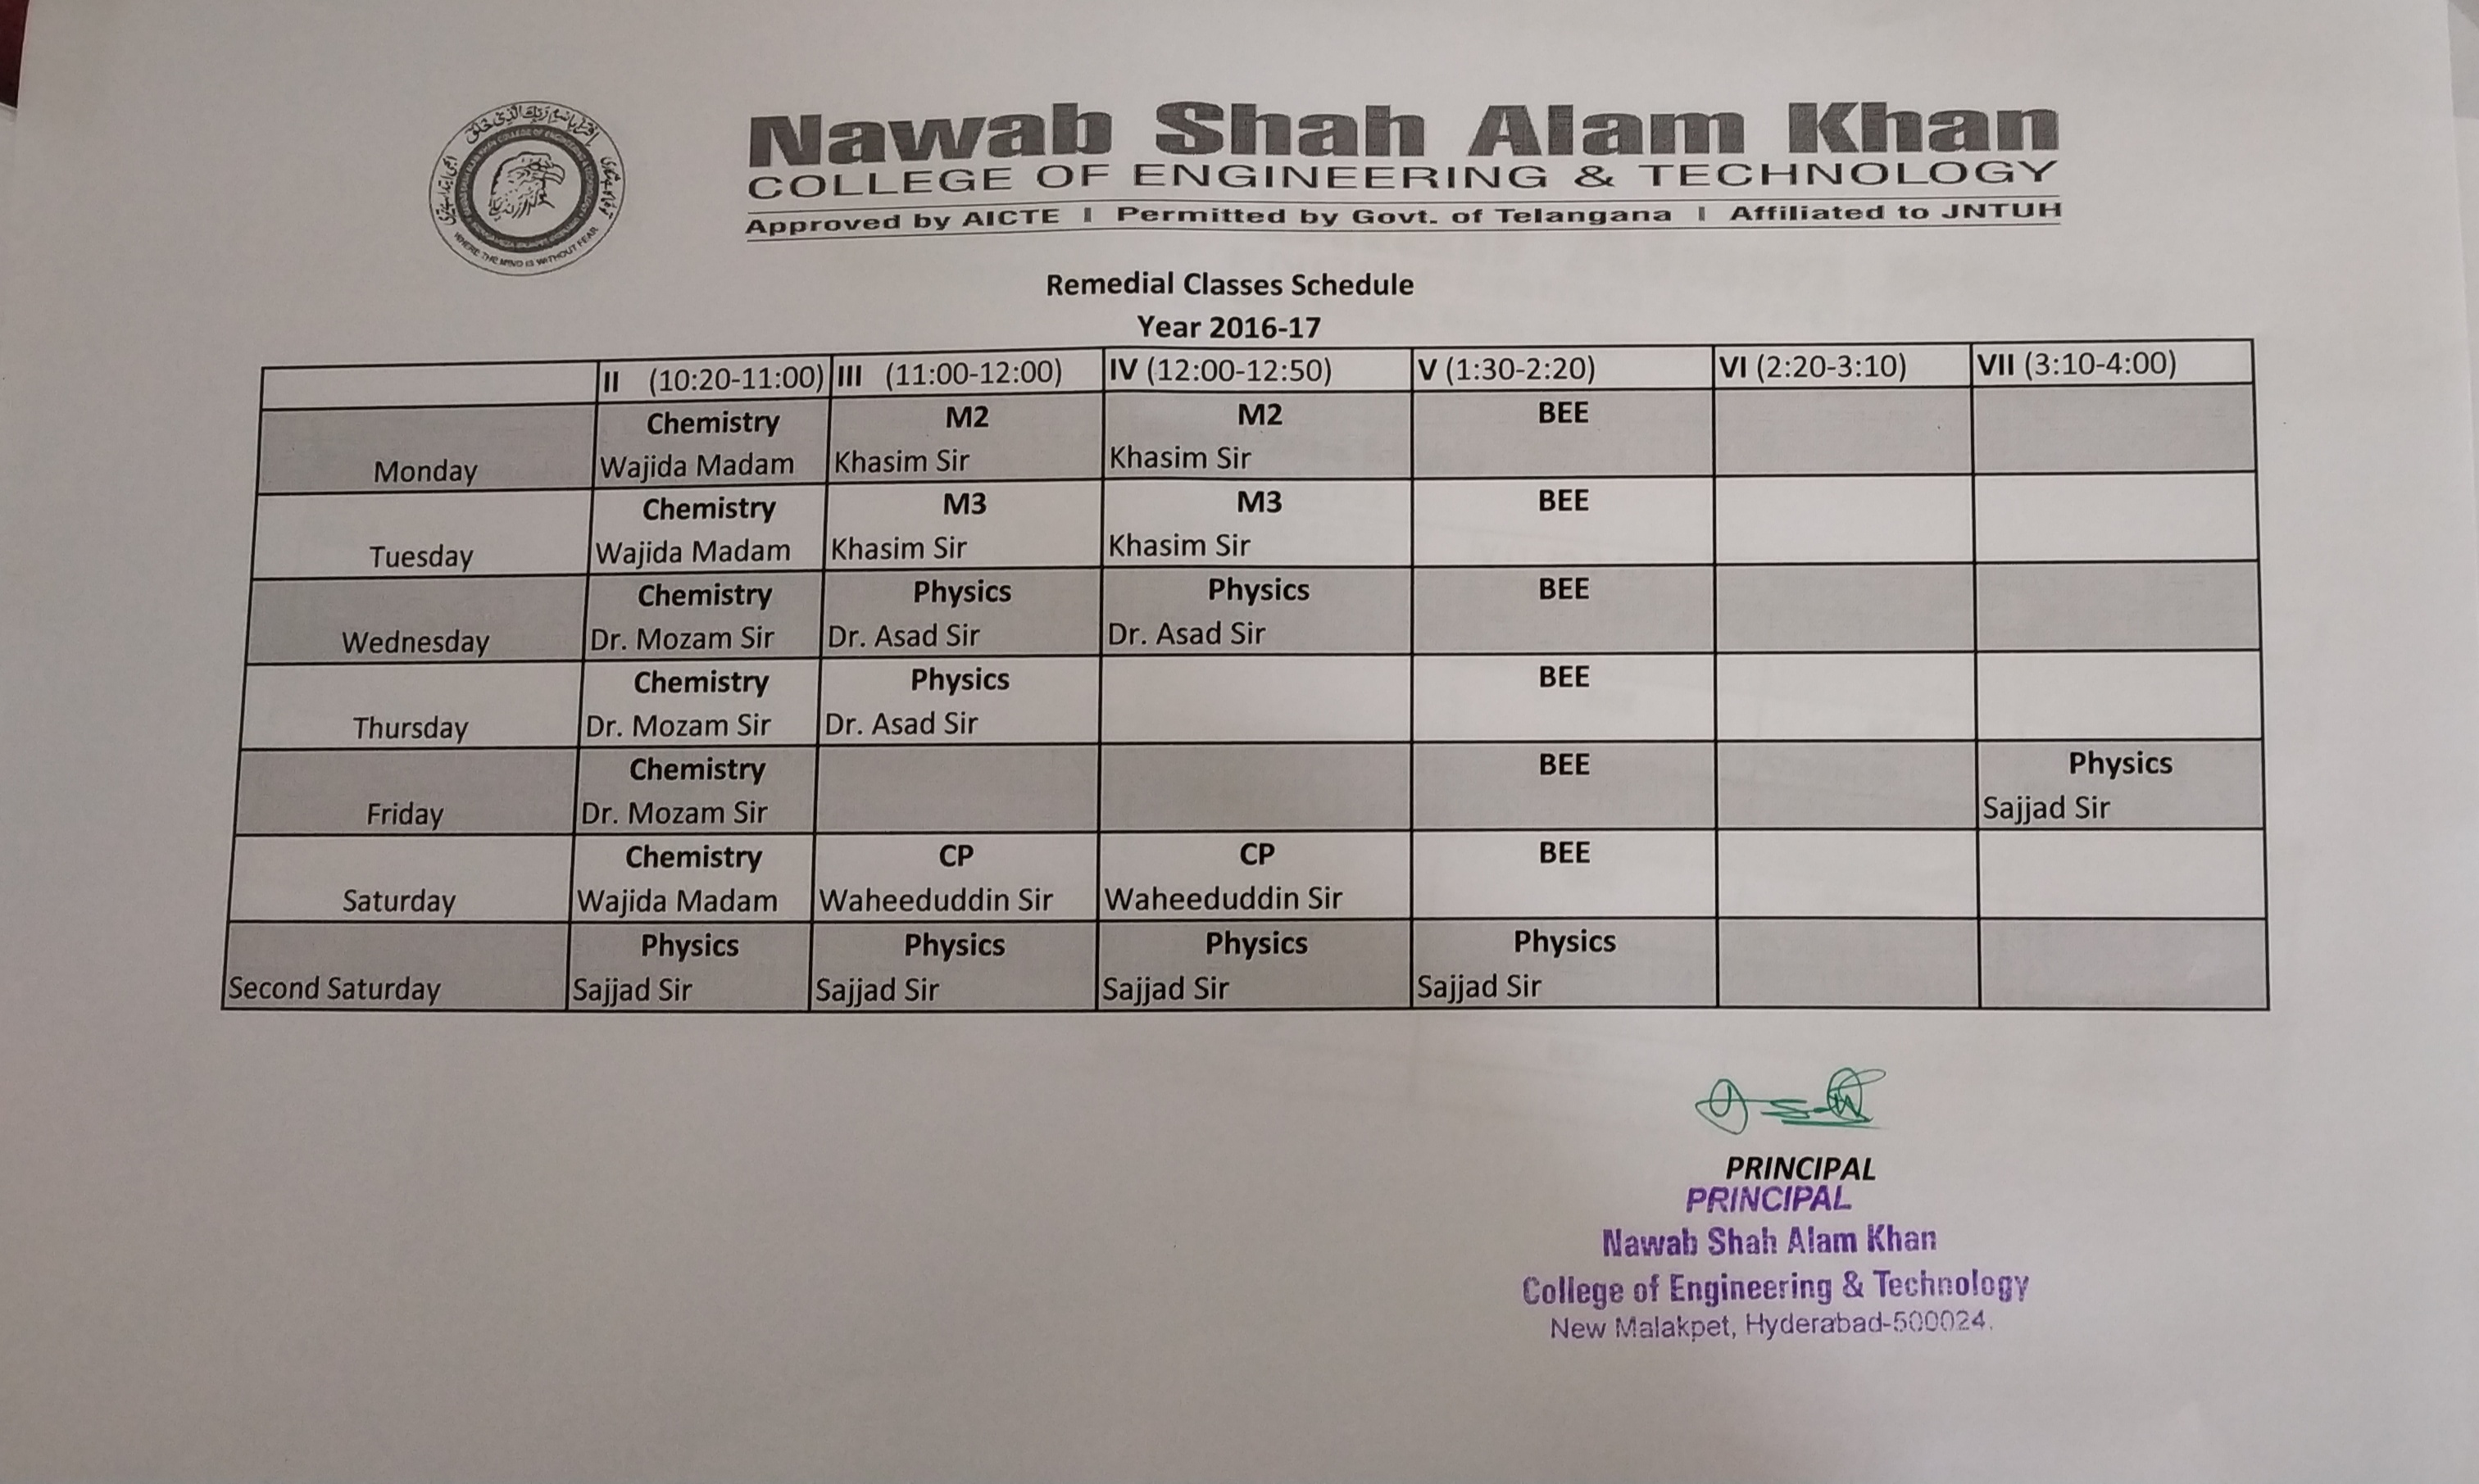 Nawab Shah Alam Khan
COLLEGE OF ENGINEERING & TECHNOLOGY
Approved by AICTE | Permitted by Govt. of Telangana | Affiliated to JNTUH
WHERE THE MIND IS WITHOUT FEAR
Remedial Classes Schedule
Year 2016-17
II (10:20-11:00) III (11:00-12:00) IV (12:00-12:50) V (1:30-2:20) VI (2:20-3:10) VII (3:10-4:00)
Chemistry M2 M2 BEE
Monday Wajida Madam Khasim Sir Khasim Sir
Chemistry M3 M3 BEE
Tuesday Wajida Madam Khasim Sir Khasim Sir
Chemistry Physics Physics BEE
Wednesday Dr. Mozam Sir Dr. Asad Sir Dr. Asad Sir
Chemistry Physics BEE
Thursday Dr. Mozam Sir Dr. Asad Sir
Chemistry BEE Physics
Friday Dr. Mozam Sir Sajjad Sir
Chemistry CP CP BEE
Saturday Wajida Madam Waheeduddin Sir Waheeduddin Sir
Physics Physics Physics Physics
Second Saturday Sajjad Sir Sajjad Sir Sajjad Sir Sajjad Sir
PRINCIPAL
PRINCIPAL
Nawab Shah Alam Khan
College of Engineering & Technology
New Malakpet, Hyderabad-500024.